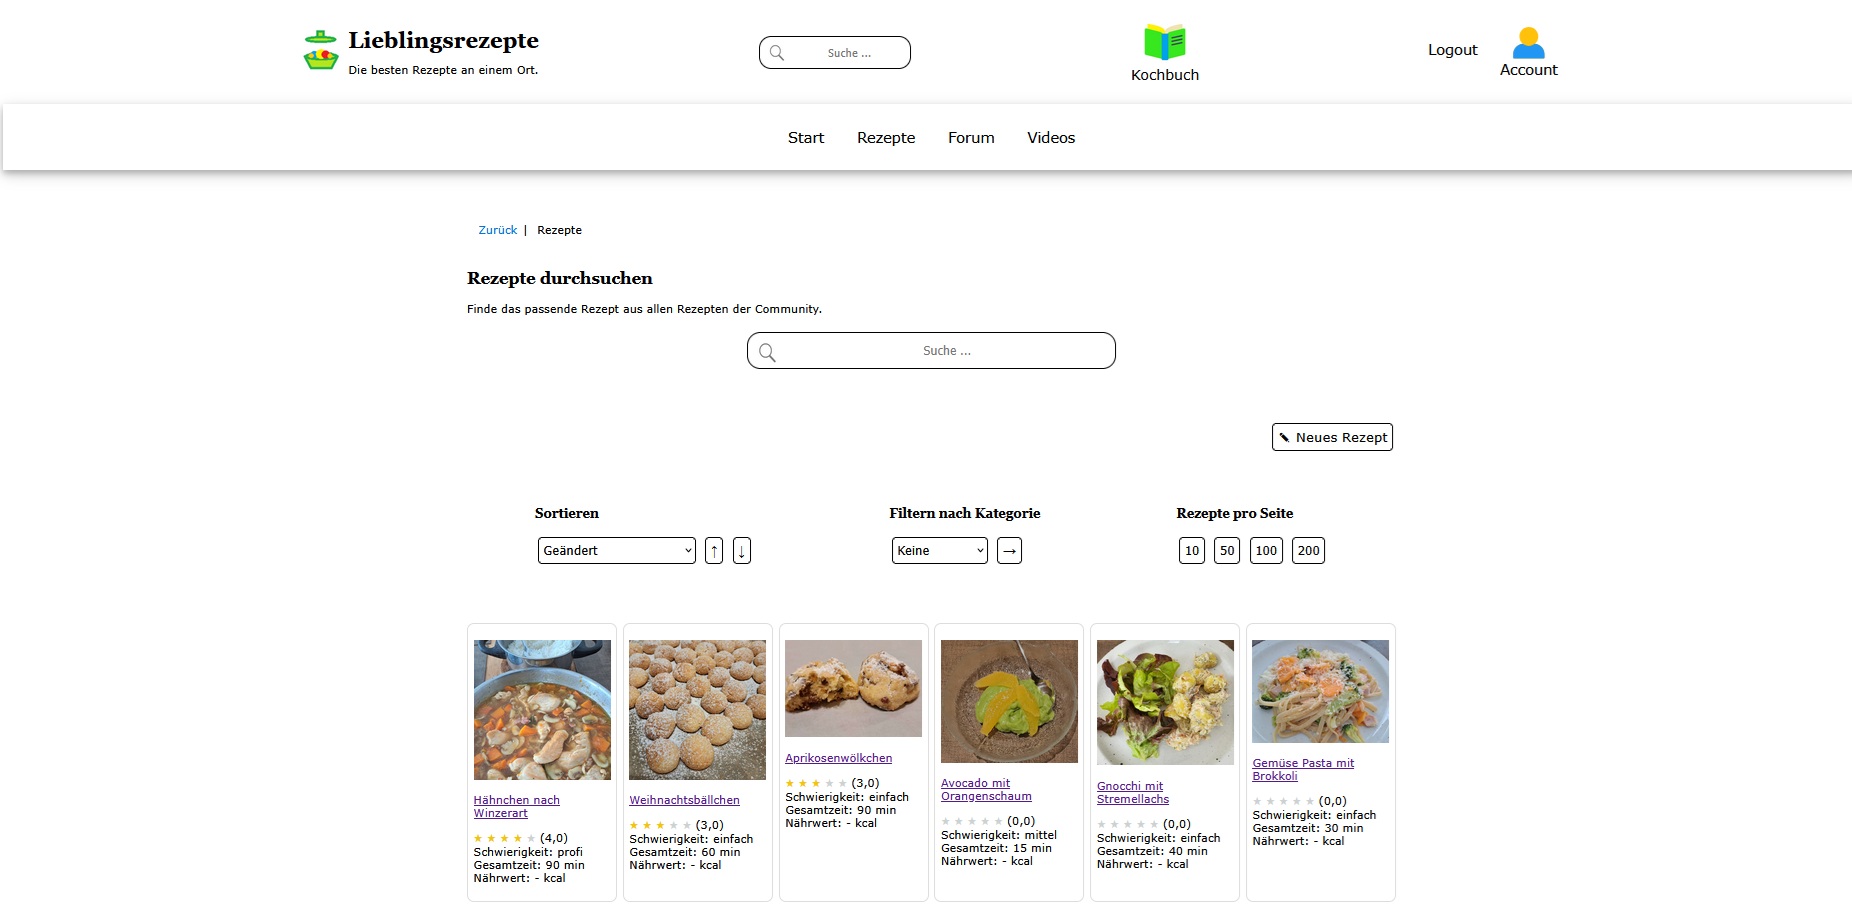 Lieblingsrezepte
Die besten Rezepte an einem Ort.
Suche ...
Kochbuch
Logout
Account
Start Rezepte Forum Videos
Zurück | Rezepte
Rezepte durchsuchen
Finde das passende Rezept aus allen Rezepten der Community.
Suche ...
Neues Rezept
Sortieren
Geändert ↑ ↓
Filtern nach Kategorie
Keine →
Rezepte pro Seite
10 50 100 200
Hähnchen nach
Winzerart
★ ★ ★ ★ ★ (4,0)
Schwierigkeit: profi
Gesamtzeit: 90 min
Nährwert: - kcal
Weihnachtsbällchen
★ ★ ★ ★ ★ (3,0)
Schwierigkeit: einfach
Gesamtzeit: 60 min
Nährwert: - kcal
Aprikosenwölkchen
★ ★ ★ ★ ★ (3,0)
Schwierigkeit: einfach
Gesamtzeit: 90 min
Nährwert: - kcal
Avocado mit
Orangenschaum
★ ★ ★ ★ ★ (0,0)
Schwierigkeit: mittel
Gesamtzeit: 15 min
Nährwert: - kcal
Gnocchi mit
Stremellachs
★ ★ ★ ★ ★ (0,0)
Schwierigkeit: einfach
Gesamtzeit: 40 min
Nährwert: - kcal
Gemüse Pasta mit
Brokkoli
★ ★ ★ ★ ★ (0,0)
Schwierigkeit: einfach
Gesamtzeit: 30 min
Nährwert: - kcal